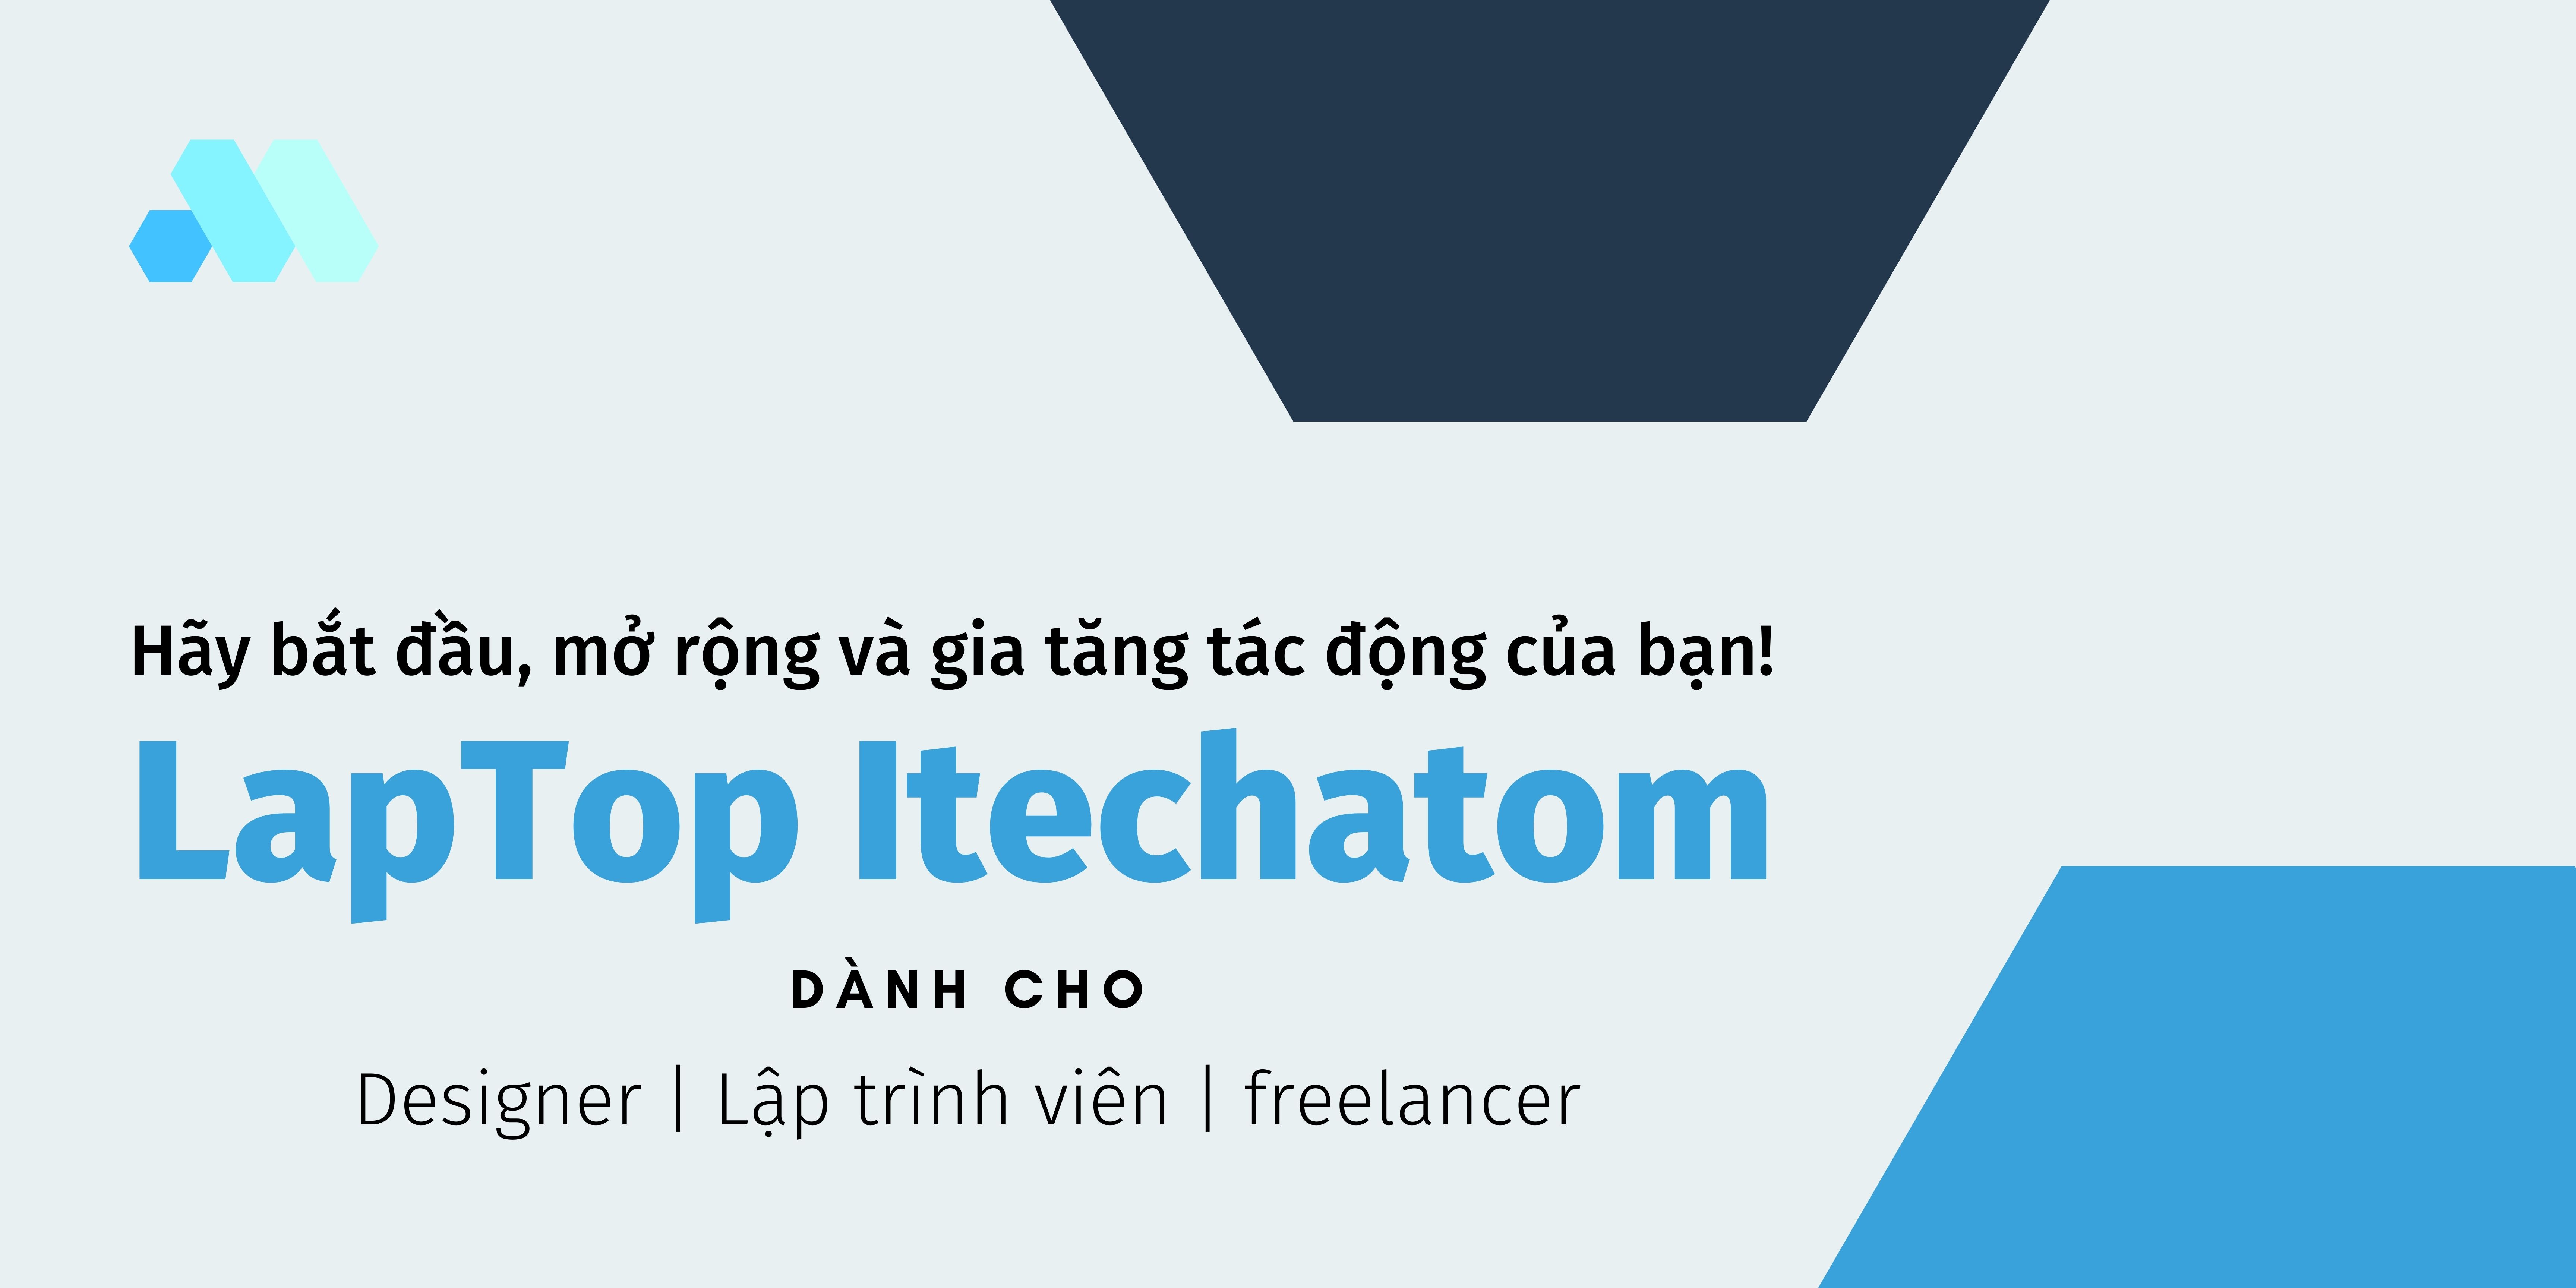 Hãy bắt đầu, mở rộng và gia tăng tác động của bạn!
LapTop Itechatom
DÀNH CHO
Designer | Lập trình viên | freelancer